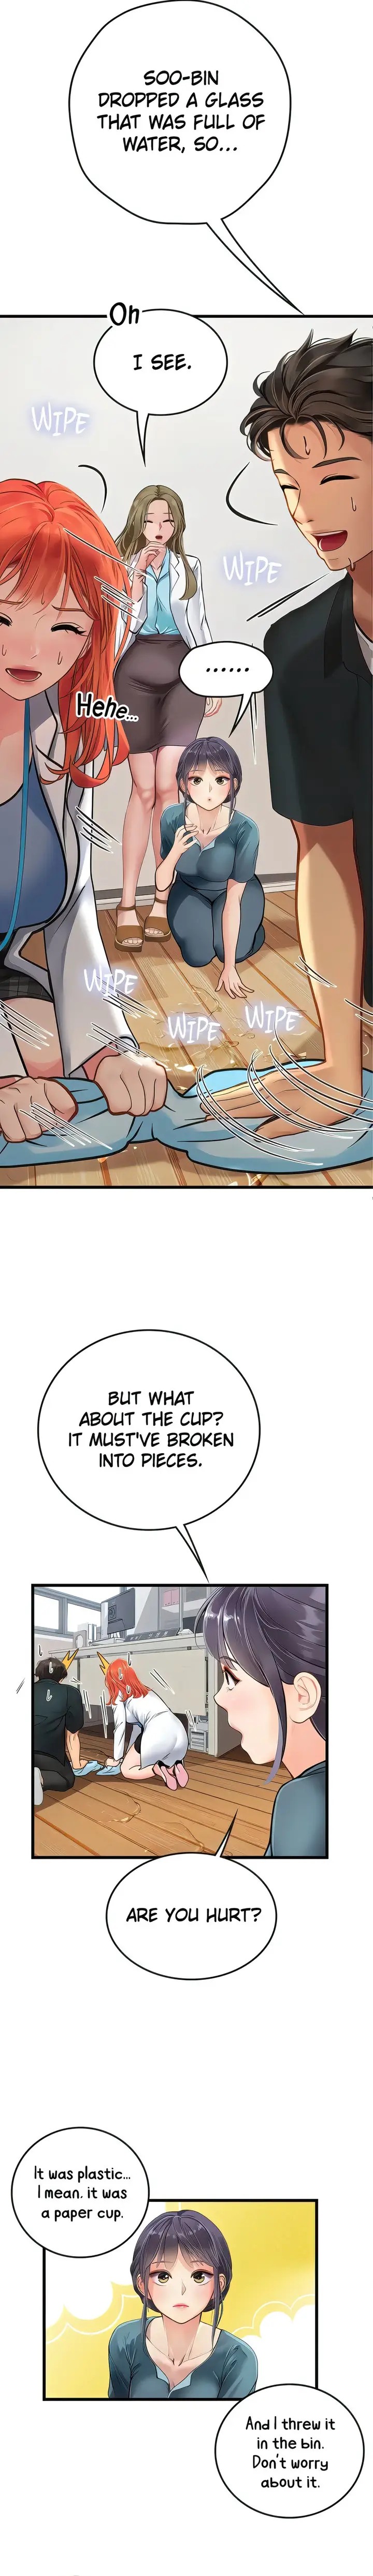 SOO-BIN
DROPPED A GLASS
THAT WAS FULL OF
WATER, SO...
Oh
I SEE.
WIPE
WIPE
......
Hehe...
WIPE
WIPE
WIPE
BUT WHAT
ABOUT THE CUP?
IT MUST'VE BROKEN
INTO PIECES.
ARE YOU HURT?
It was plastic...
I mean, it was
a paper cup.
And I threw it
in the bin.
Don't worry
about it.